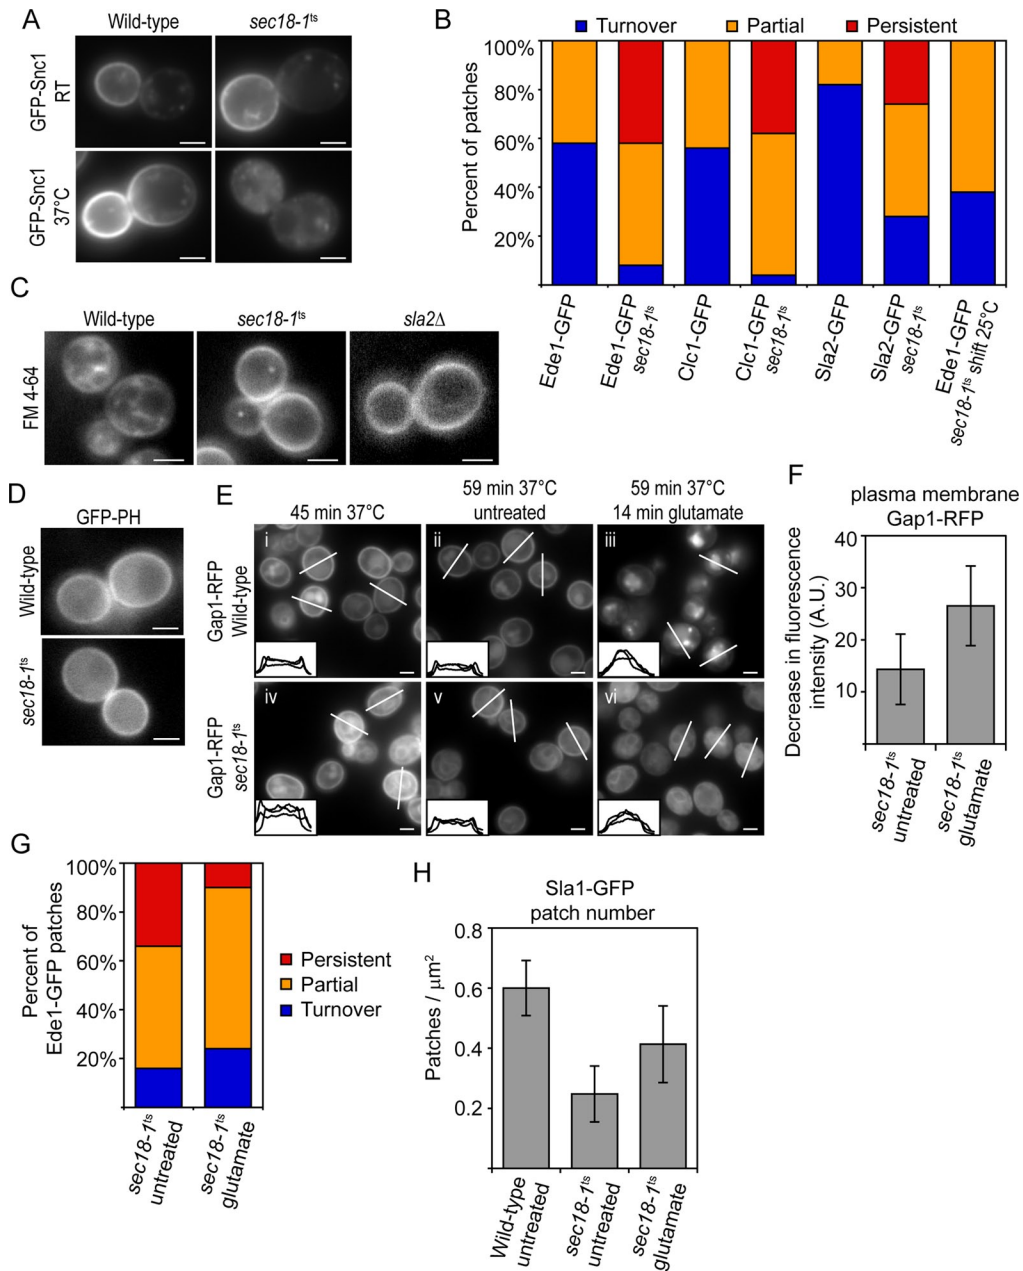 A
Wild-type
sec18-1ts
GFP-Snc1
RT
GFP-Snc1
37°C
B
Turnover
Partial
Persistent
Percent of patches
100%
80%
60%
40%
20%
Ede1-GFP
Ede1-GFP
sec18-1ts
Clc1-GFP
Clc1-GFP
sec18-1ts
Sla2-GFP
Sla2-GFP
sec18-1ts
Ede1-GFP
sec18-1ts shift 25°C
C
Wild-type
sec18-1ts
sla2Δ
FM 4-64
D
GFP-PH
Wild-type
sec18-1ts
E
45 min 37°C
59 min 37°C
untreated
59 min 37°C
14 min glutamate
Gap1-RFP
Wild-type
i
ii
iii
Gap1-RFP
sec18-1ts
iv
v
vi
F
plasma membrane
Gap1-RFP
Decrease in fluorescence
intensity (A.U.)
40
30
20
10
sec18-1ts
untreated
sec18-1ts
glutamate
G
Percent of
Ede1-GFP patches
100%
80%
60%
40%
20%
Persistent
Partial
Turnover
sec18-1ts
untreated
sec18-1ts
glutamate
H
Sla1-GFP
patch number
Patches / μm2
0.8
0.6
0.4
0.2
Wild-type
untreated
sec18-1ts
untreated
sec18-1ts
glutamate